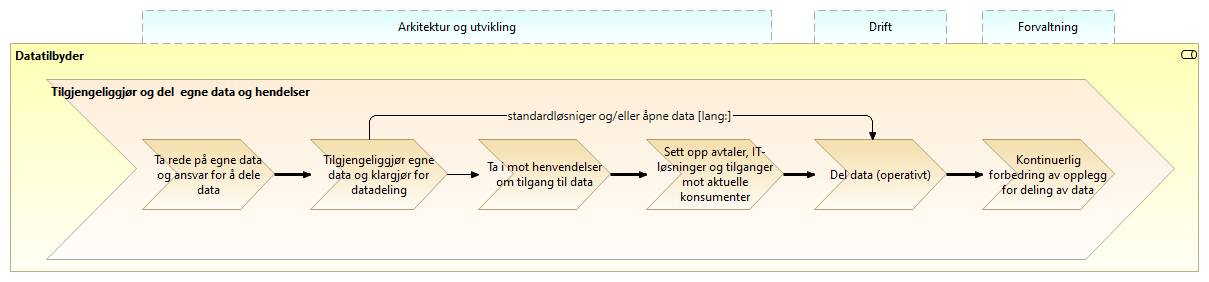 Arkitektur og utvikling
Drift
Forvaltning
Datatilbyder
Tilgjengeliggjør og del  egne data og hendelser
standardløsniger og/eller åpne data [lang:]
Ta rede på egne data
og ansvar for å dele
data
Tilgjengeliggjør egne
data og klargjør for
datadeling
Ta i mot henvendelser
om tilgang til data
Sett opp avtaler, IT-
løsninger og tilganger
mot aktuelle
konsumenter
Del data (operativt)
Kontinuerlig
forbedring av opplegg
for deling av data